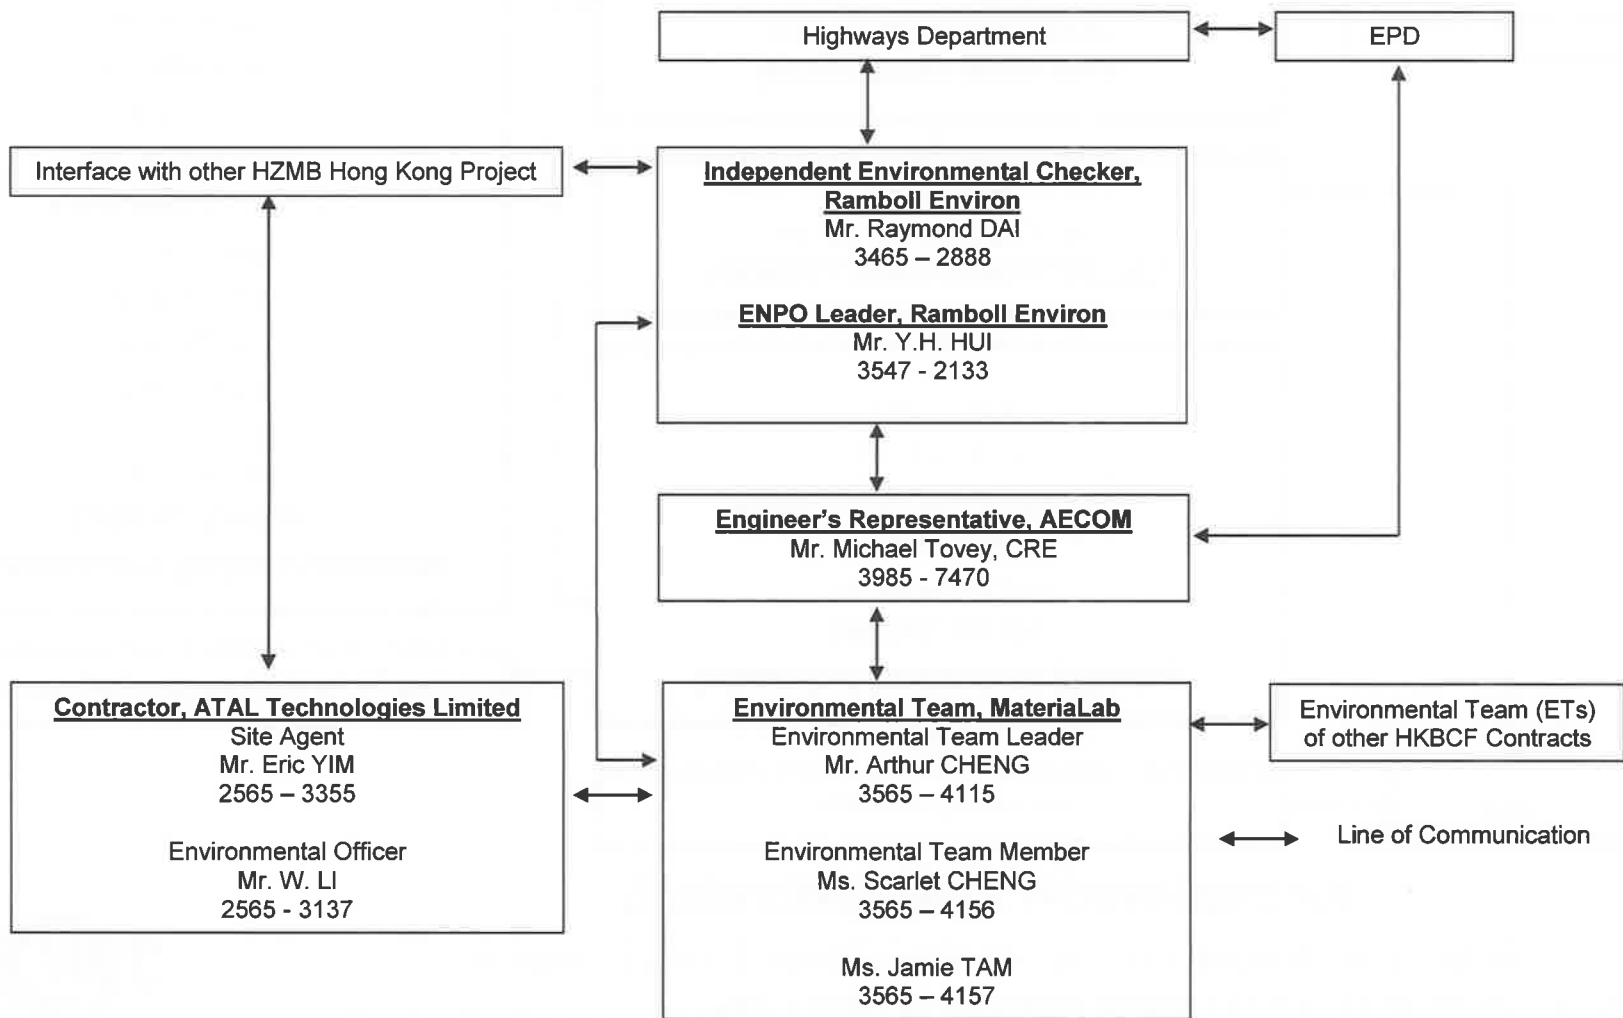 Highways Department
EPD
Interface with other HZMB Hong Kong Project
Independent Environmental Checker,
Ramboll Environ
Mr. Raymond DAI
3465 – 2888
ENPO Leader, Ramboll Environ
Mr. Y.H. HUI
3547 - 2133
Engineer's Representative, AECOM
Mr. Michael Tovey, CRE
3985 - 7470
Contractor, ATAL Technologies Limited
Site Agent
Mr. Eric YIM
2565 – 3355
Environmental Officer
Mr. W. LI
2565 - 3137
Environmental Team, MateriaLab
Environmental Team Leader
Mr. Arthur CHENG
3565 – 4115
Environmental Team Member
Ms. Scarlet CHENG
3565 – 4156
Ms. Jamie TAM
3565 – 4157
Environmental Team (ETs)
of other HKBCF Contracts
Line of Communication